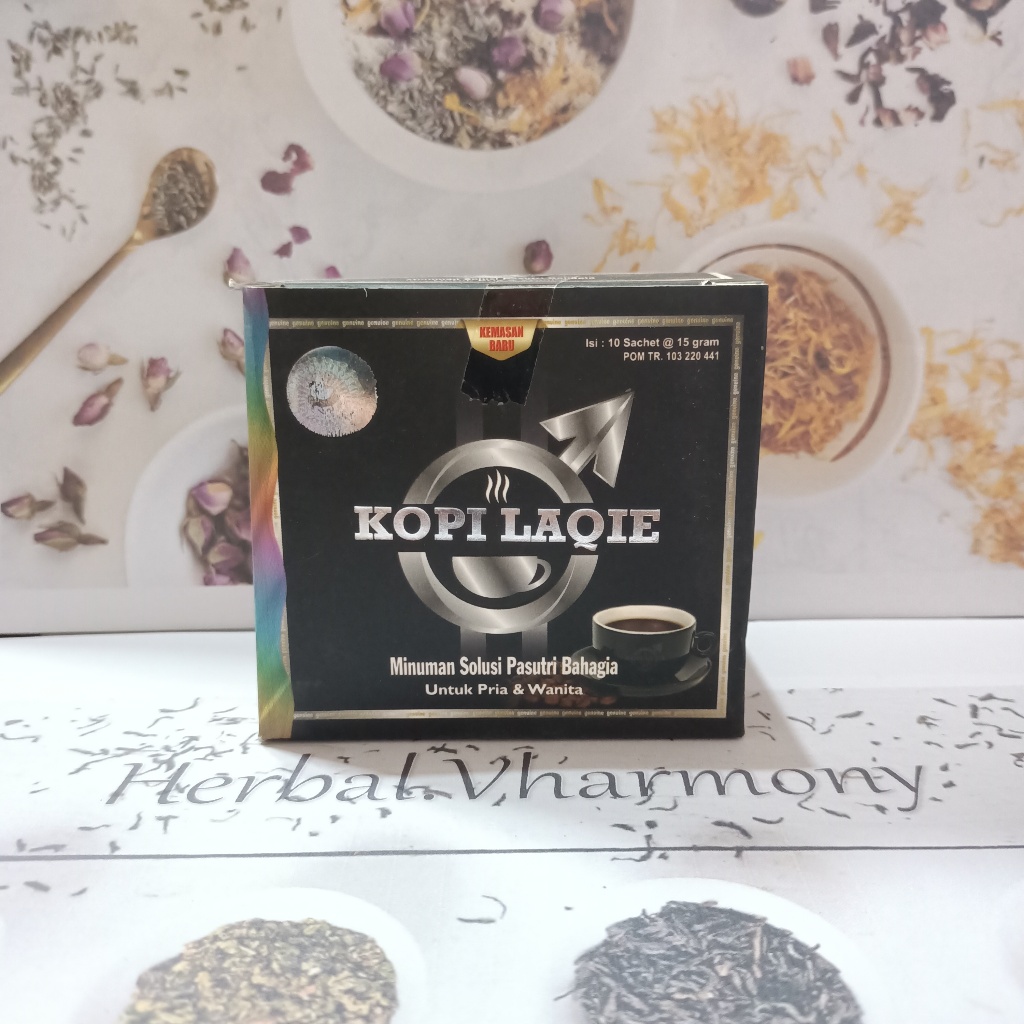 KEMASAN
BARU
Isi : 10 Sachet @ 15 gram
POM TR. 103 220 441
KOPI LAQIE
Minuman Solusi Pasutri Bahagia
Untuk Pria & Wanita
Herbal.Vharmony